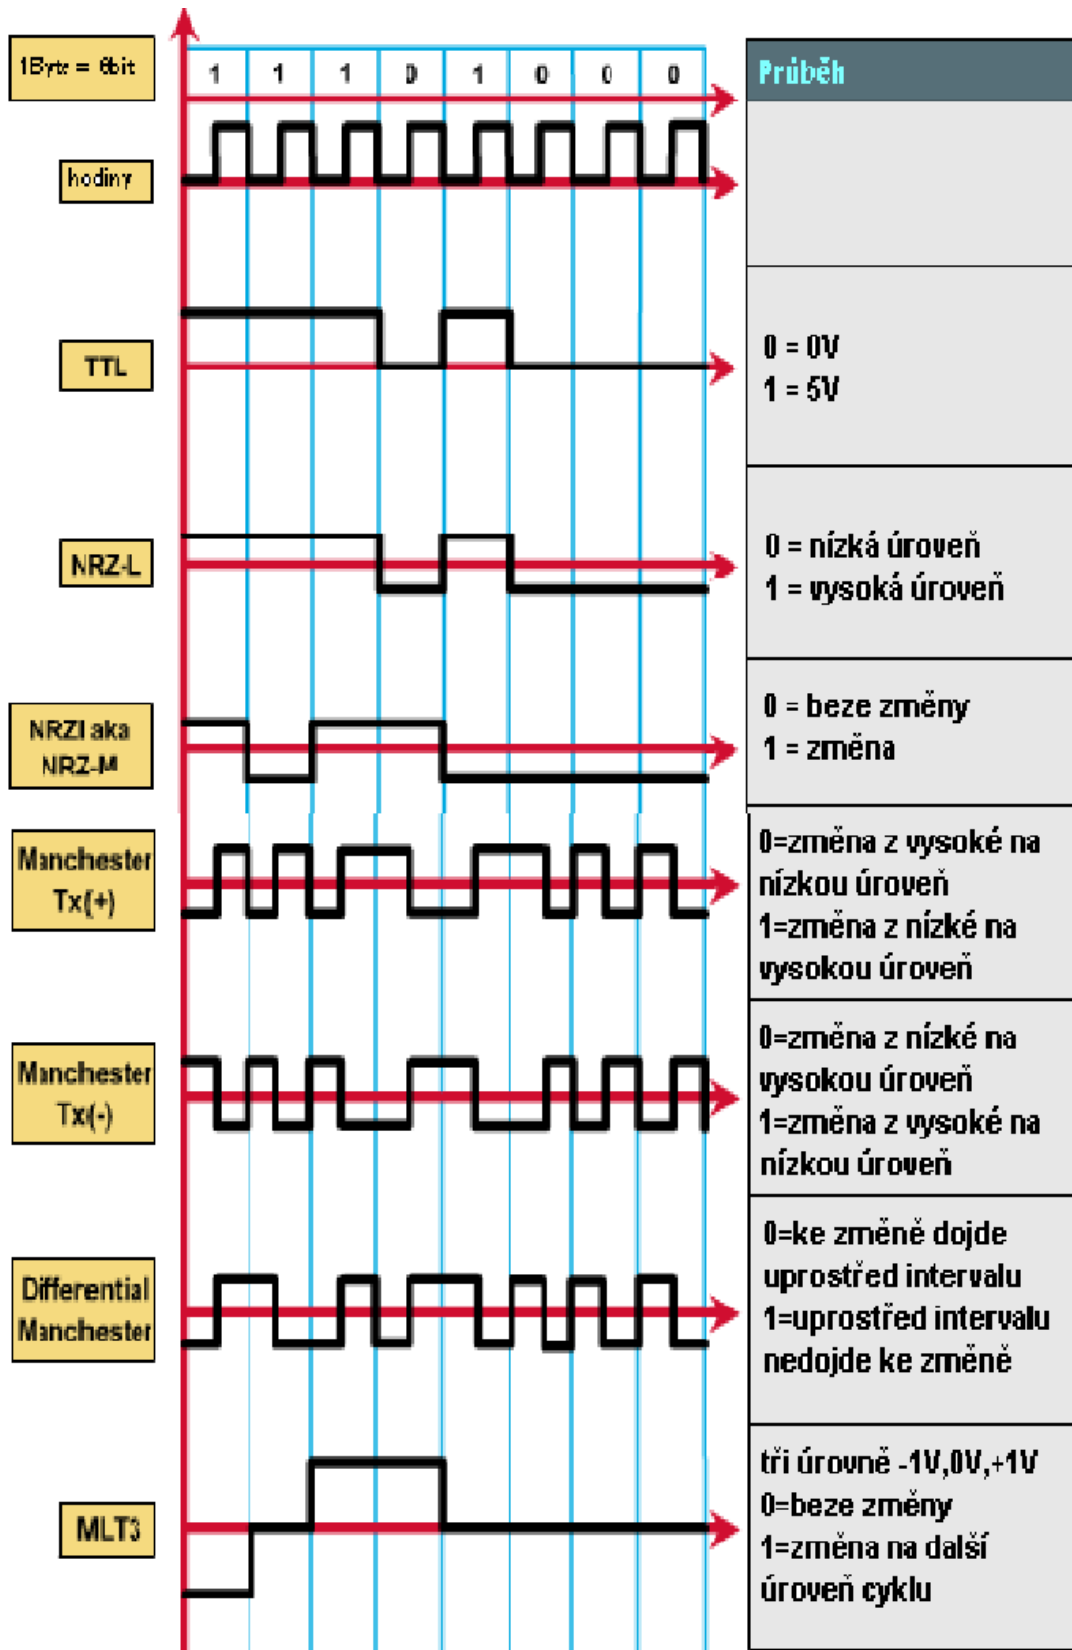 1Byte = 8bit
1 1 1 0 1 0 0 0
Průběh
hodiny
TTL
0 = 0V
1 = 5V
NRZ-L
0 = nízká úroveň
1 = vysoká úroveň
NRZI aka
NRZ-M
0 = beze změny
1 = změna
Manchester
Tx(+)
0=změna z vysoké na
nízkou úroveň
1=změna z nízké na
vysokou úroveň
Manchester
Tx(-)
0=změna z nízké na
vysokou úroveň
1=změna z vysoké na
nízkou úroveň
Differential
Manchester
0=ke změně dojde
uprostřed intervalu
1=uprostřed intervalu
nedojde ke změně
MLT3
tři úrovně -1V,0V,+1V
0=beze změny
1=změna na další
úroveň cyklu